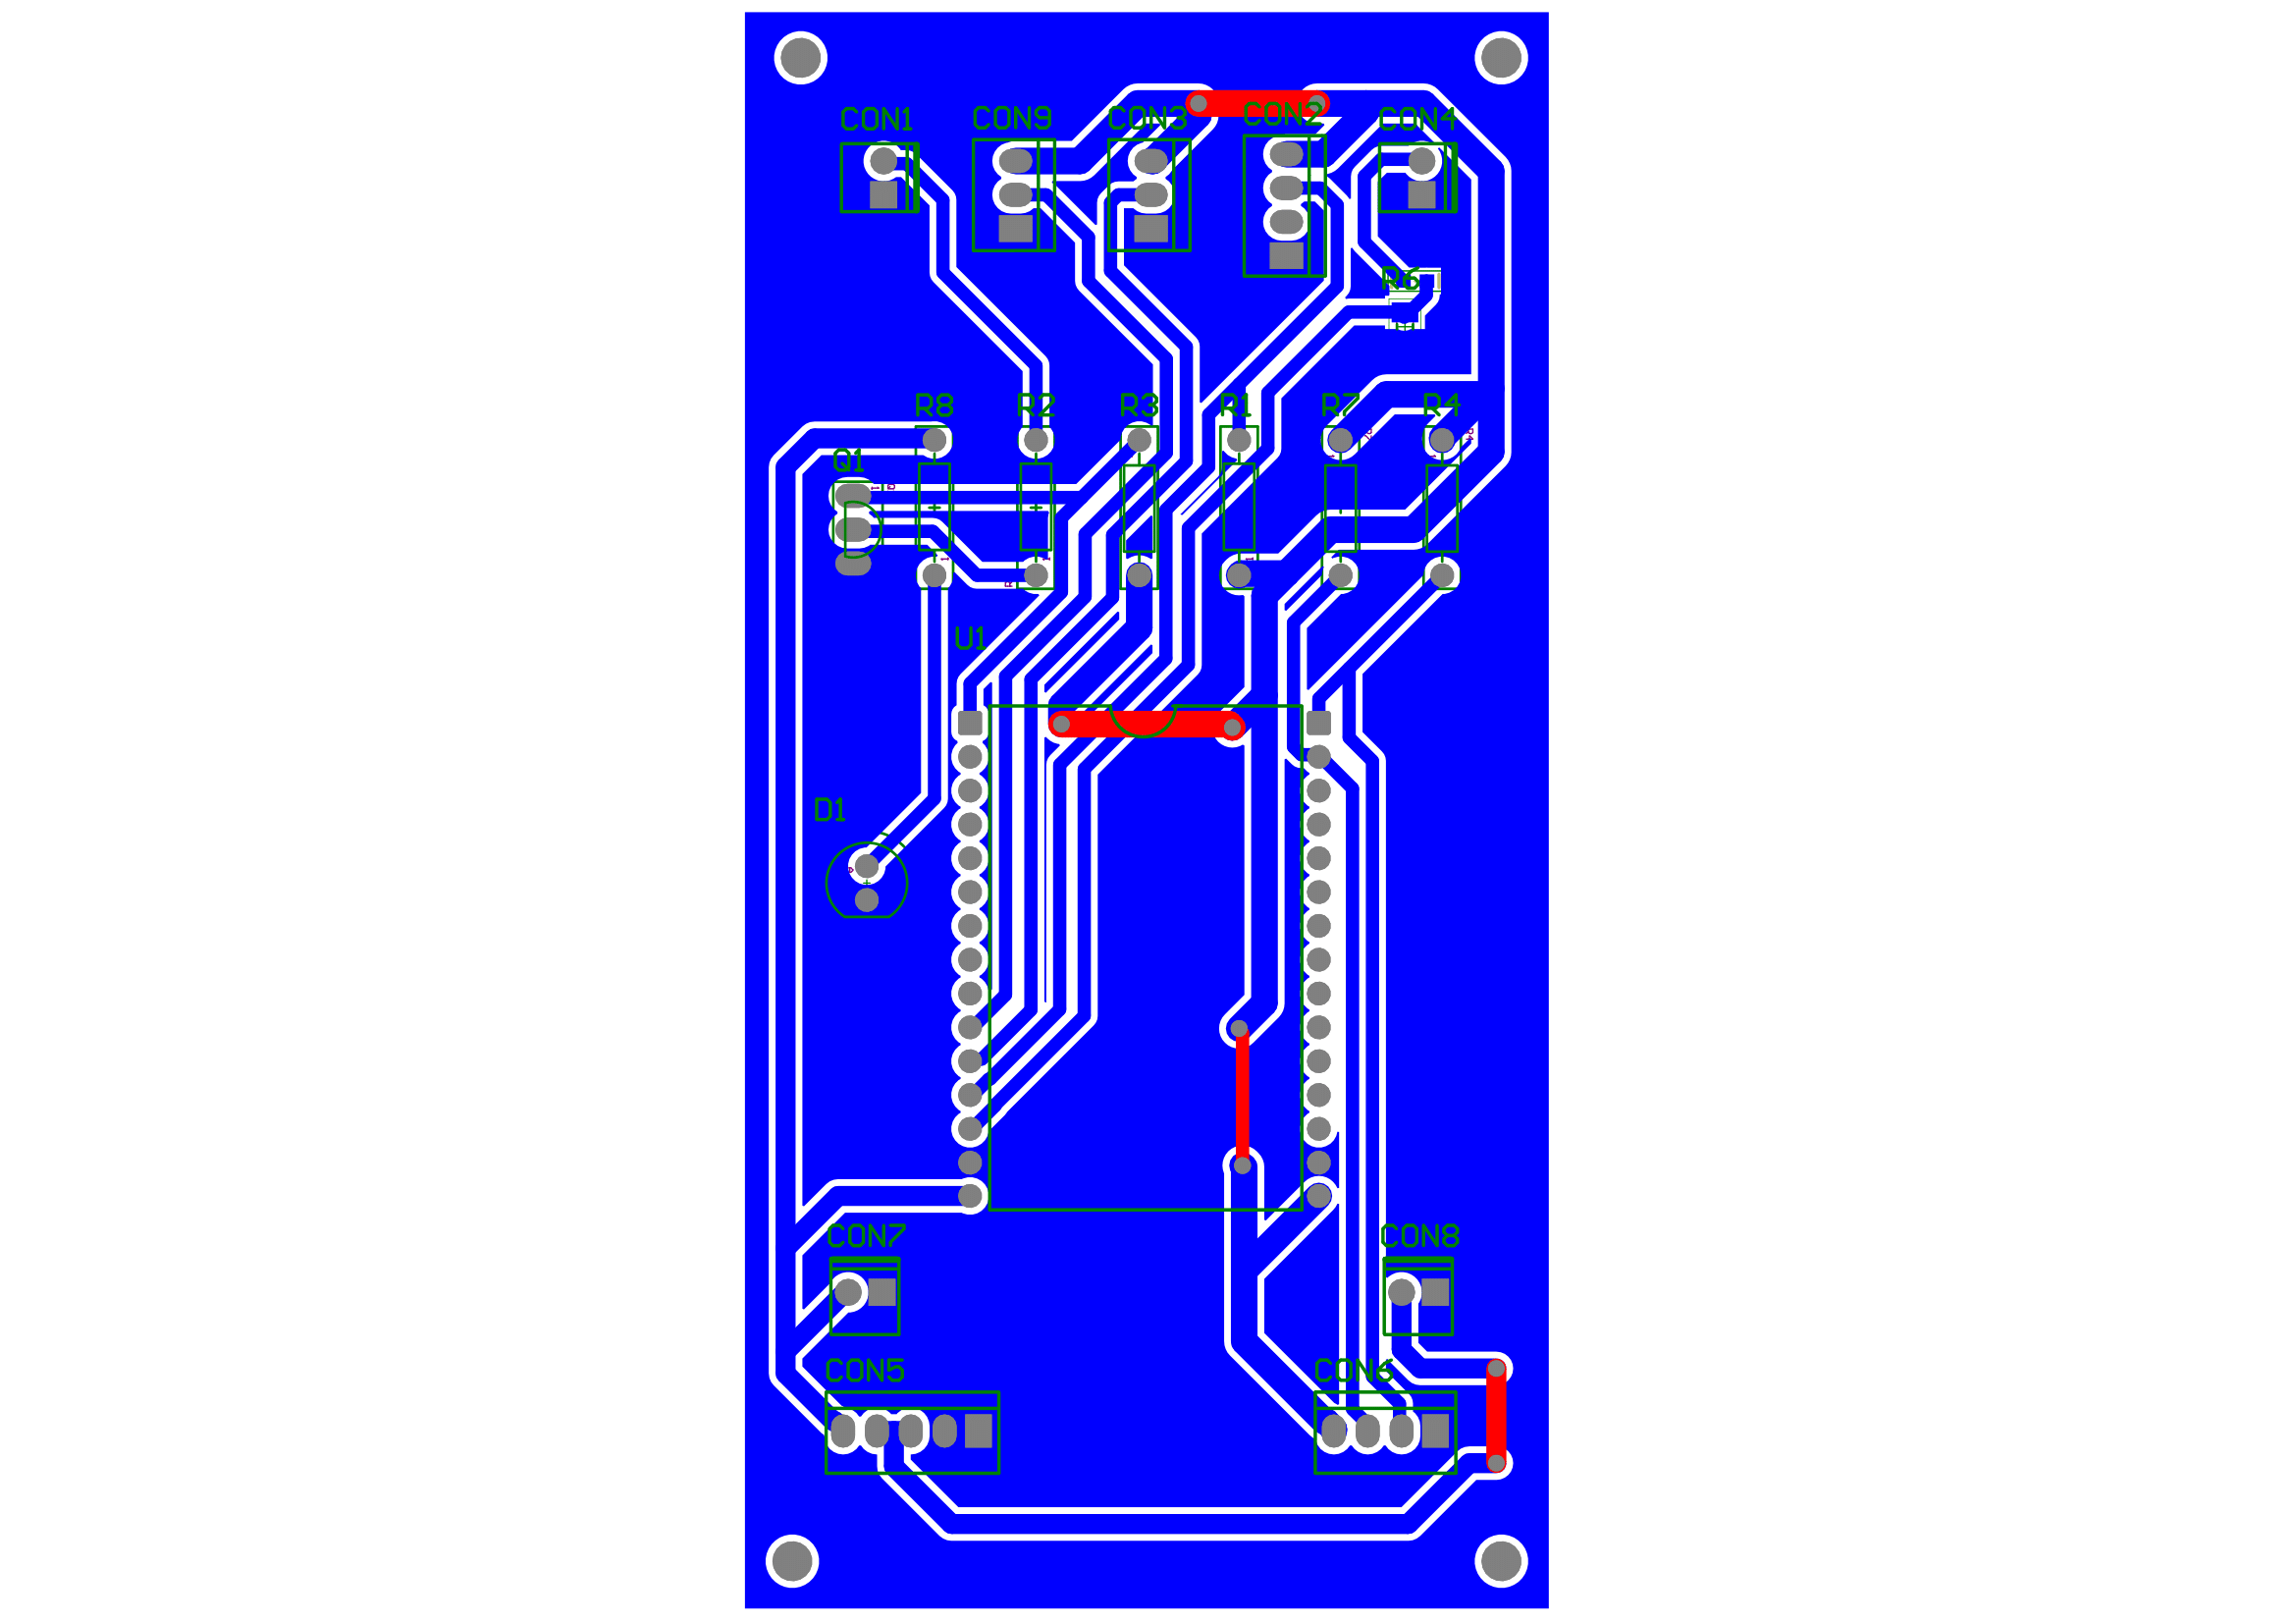 CON1 CON9 CON3 CON2 CON4
R6
R8 R2 R3 R1 R7 R4
Q1
U1
D1
CON7 CON8
CON5 CON6